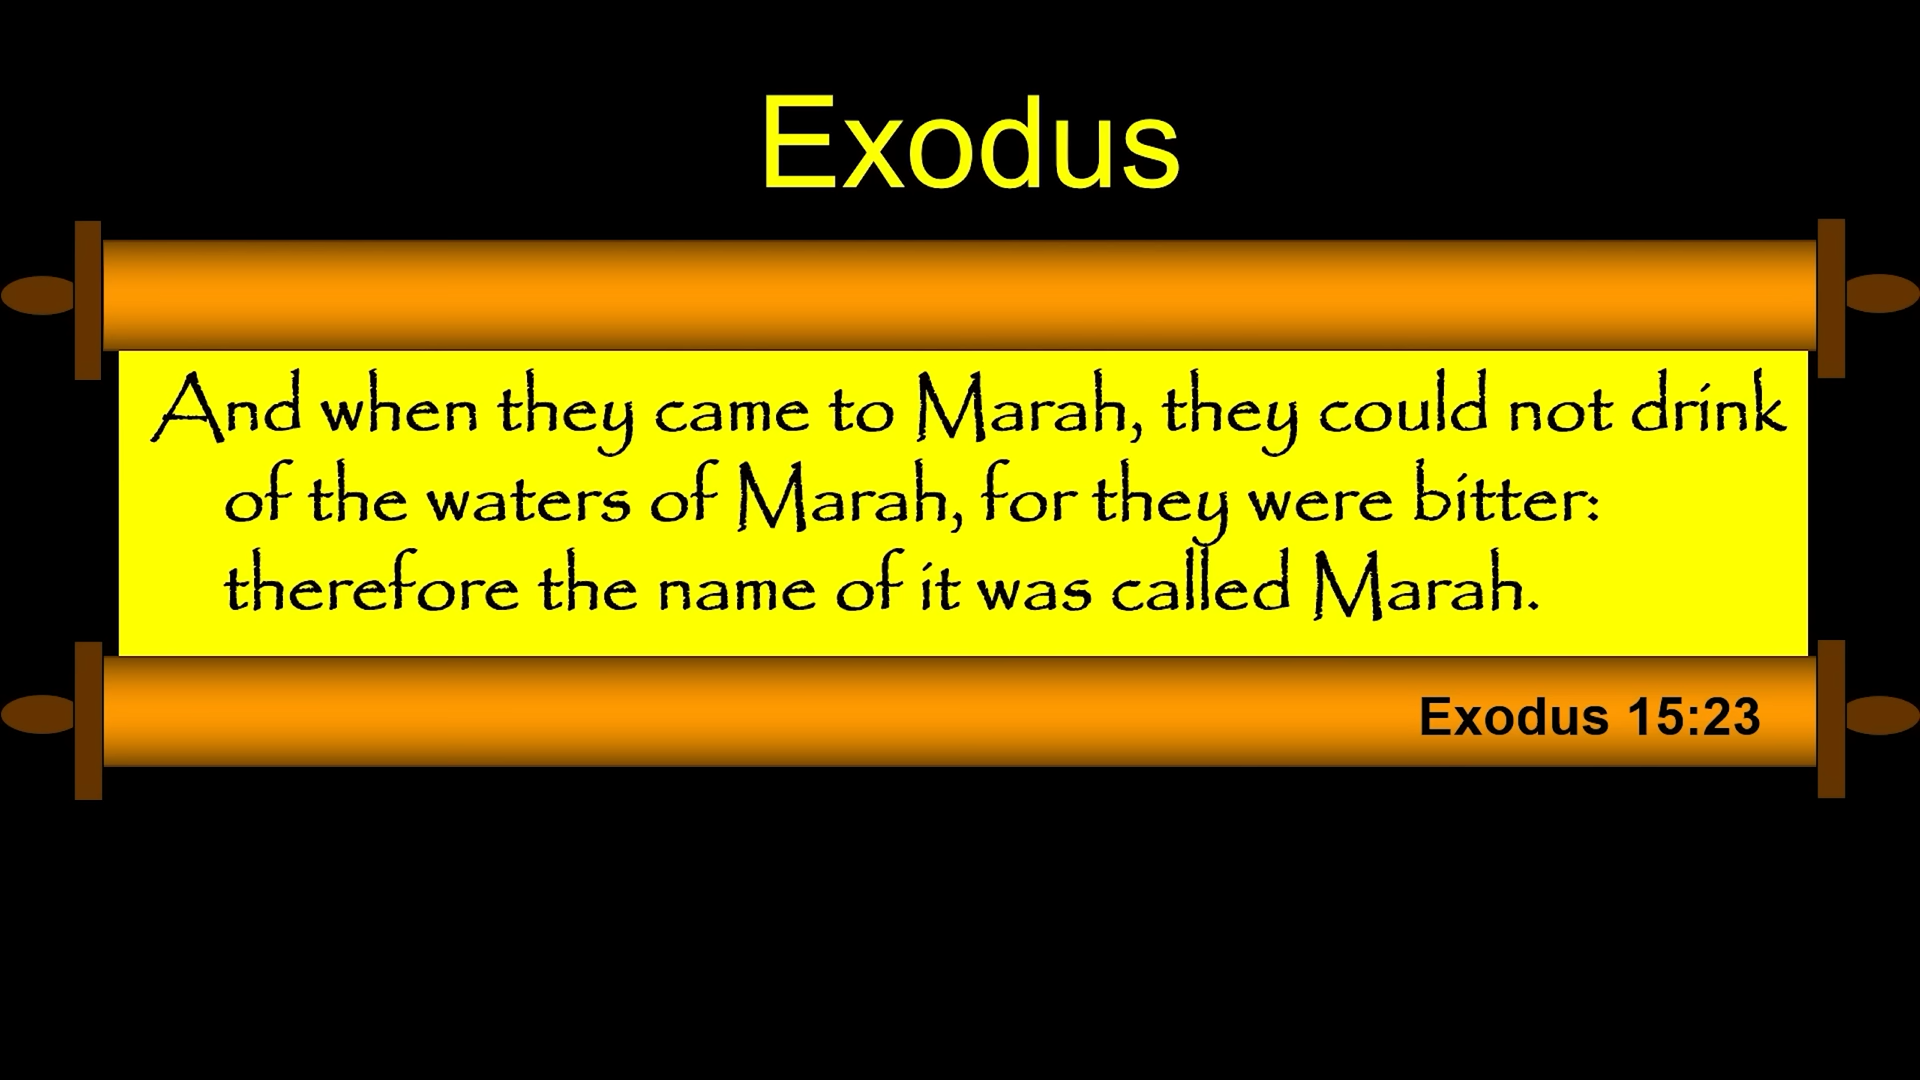 Exodus
And when they came to Marah, they could not drink
of the waters of Marah, for they were bitter:
therefore the name of it was called Marah.
Exodus 15:23